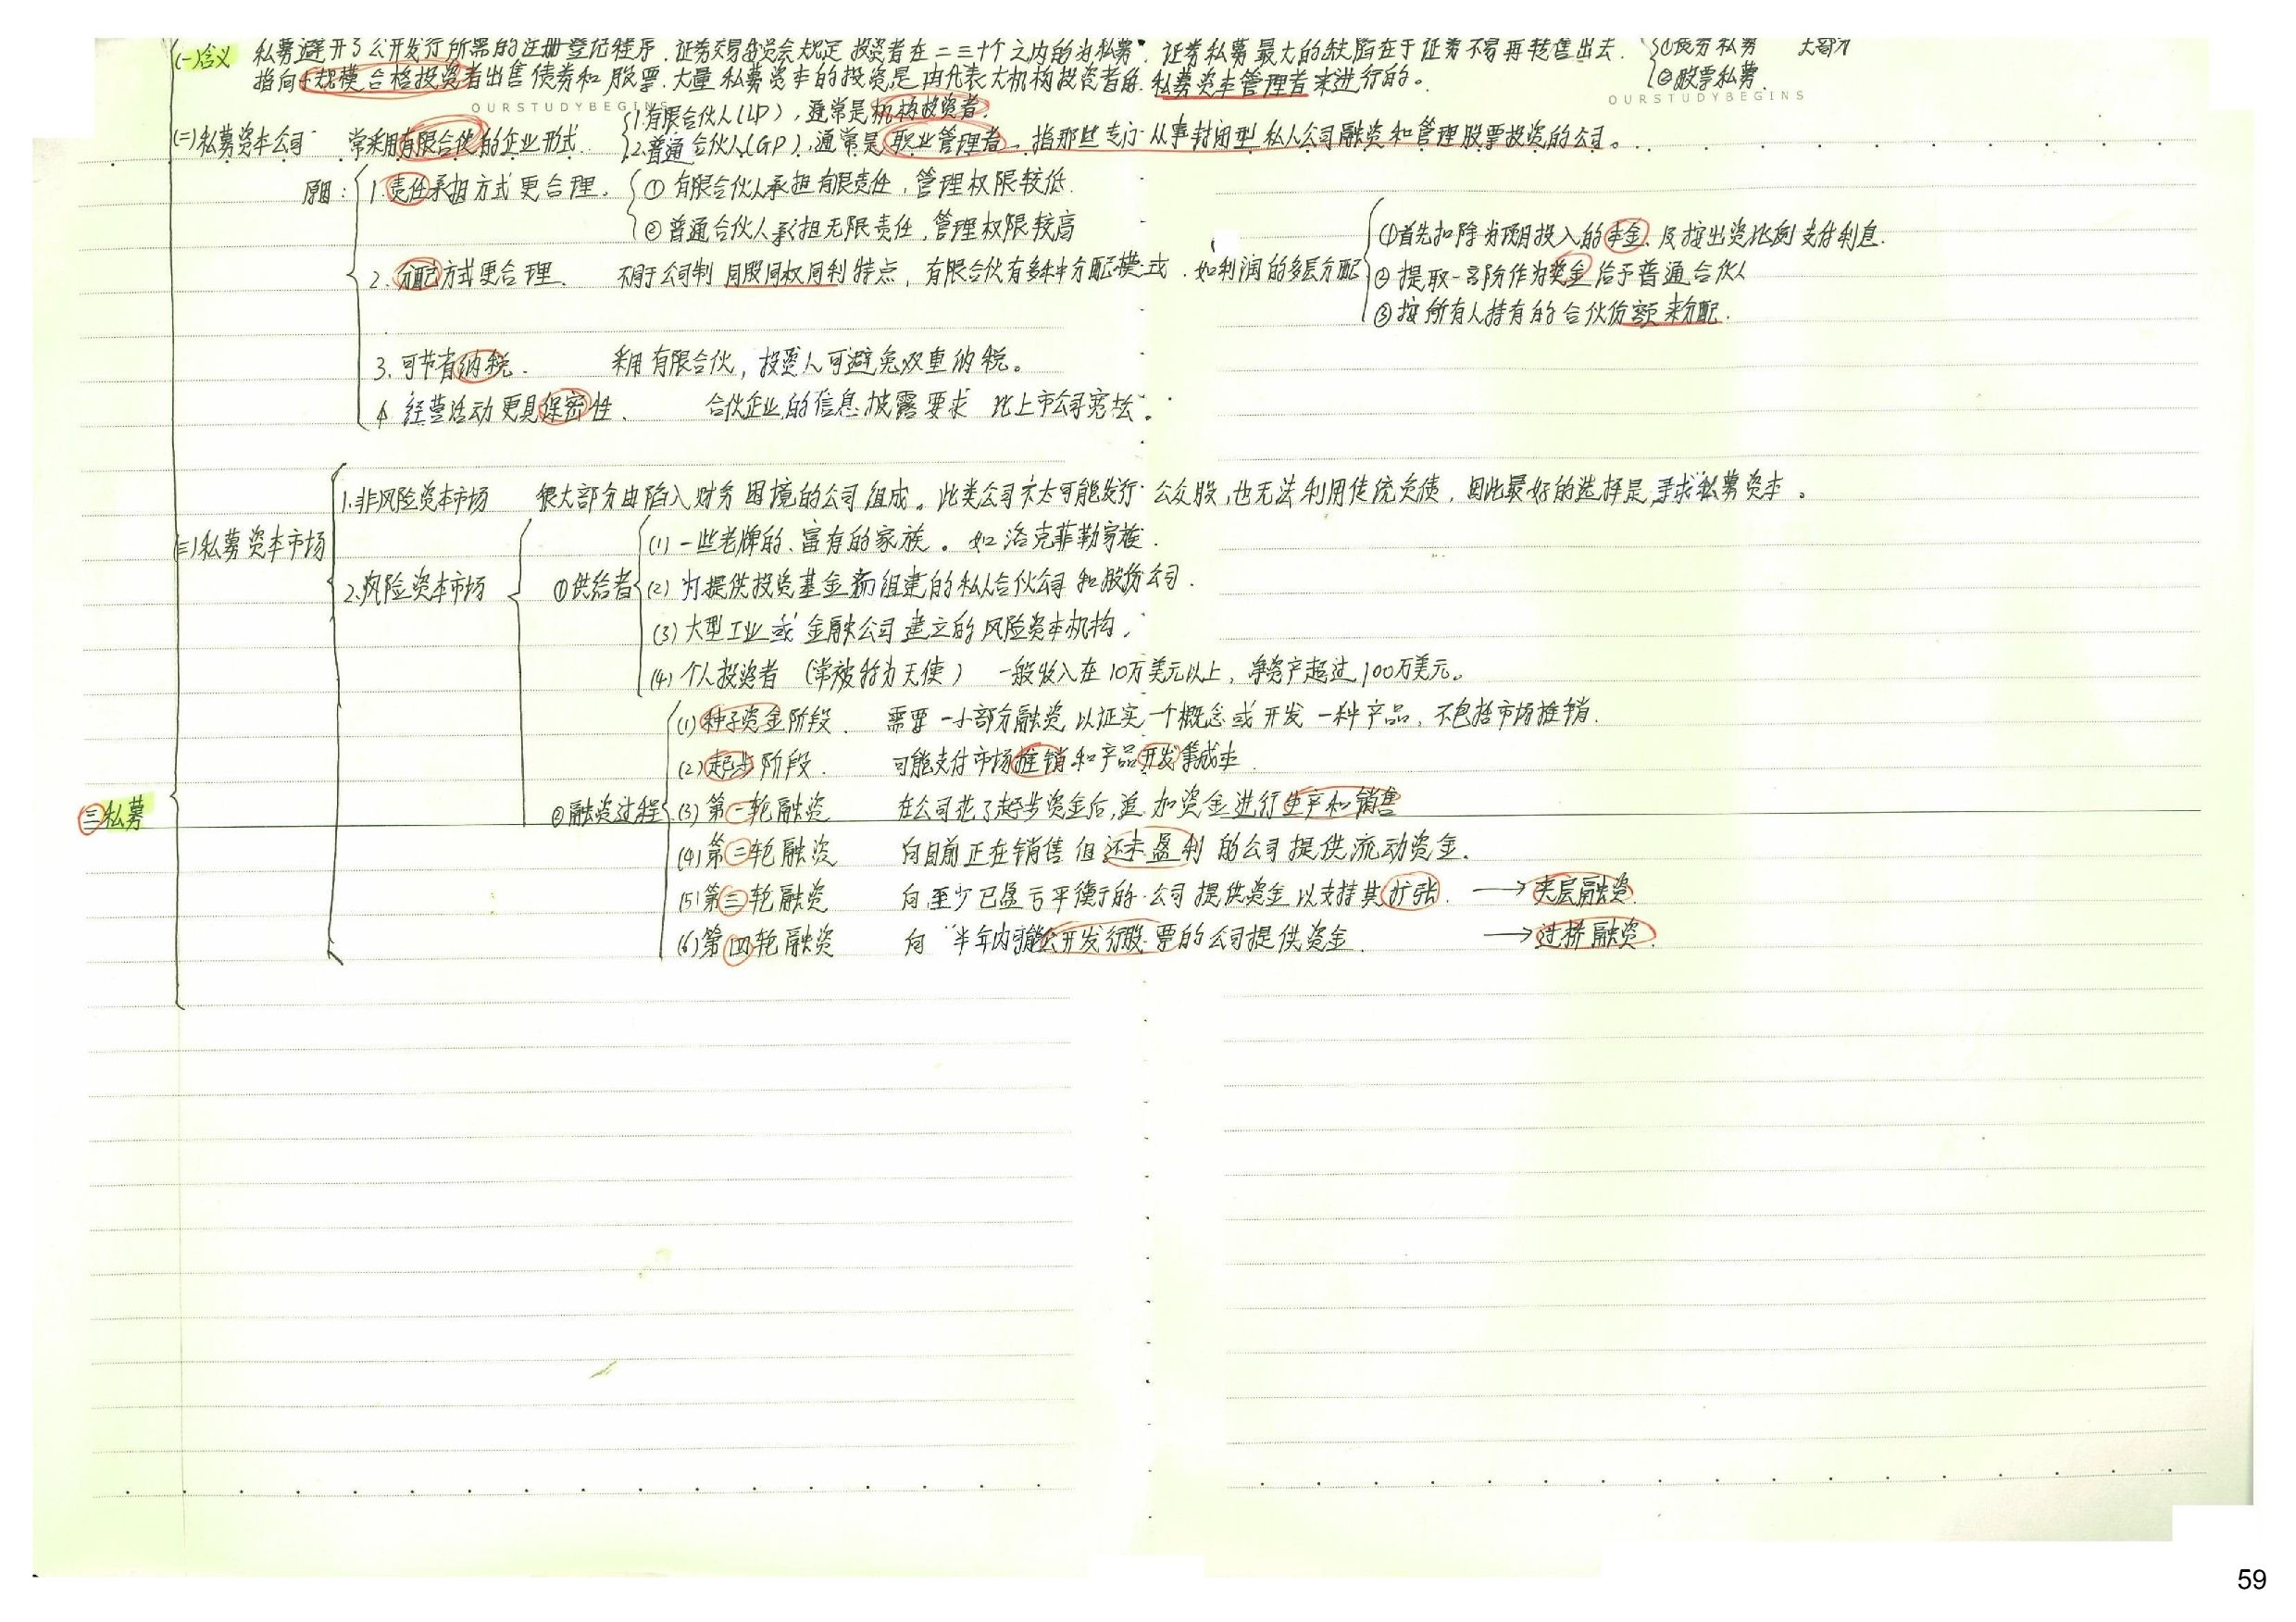 (一)含义 私募避开了公开发行所需的注册登记程序.证券交易委员会规定 投资者在二三十个之内的为私募.证券私募最大的缺陷在于证券不易再转售出去. ①债券私募 大部分
指向小规模合格投资者出售债券和股票.大量私募资本的投资是由代表大机构投资者的 私募资本管理者来进行的。 ②股票私募.
OURSTUDYBEGINS OURSTUDYBEGINS
1.有限合伙人(LP),通常是机构投资者.
(二)私募资本公司 常采用有限合伙的企业形式. 2.普通合伙人(GP),通常是职业管理者. 指那些专门从事封闭型私人公司融资和管理股票投资的公司。
原因: 1.责任承担方式更合理. ①有限合伙人承担有限责任,管理权限较低.
②普通合伙人承担无限责任,管理权限较高
①首先扣除为项目投入的本金、及按出资比例支付利息.
2.分配方式更合理. 不同于公司制 同股同权同利特点,有限合伙有多种分配模式.如利润的多层分配 ②提取一部分作为奖金给予普通合伙人
③按所有人持有的合伙份额来分配.
3.可节省纳税. 采用有限合伙,投资人可避免双重纳税。
4.经营活动更具保密性. 合伙企业的信息披露要求 比上市公司宽松.
1.非风险资本市场 很大部分由陷入财务困境的公司组成。此类公司不太可能发行公众股,也无法利用传统负债,因此最好的选择是,寻求私募资本。
(三)私募资本市场 (1)一些老牌的、富有的家族。如洛克菲勒家族.
2.风险资本市场 ①供给者 (2)为提供投资基金而组建的私人合伙公司和股份公司.
(3)大型工业或金融公司建立的风险资本机构,
(4)个人投资者 (常被称为天使) 一般收入在10万美元以上,净资产超过100万美元。
(1)种子资金阶段. 需要一小部分融资以证实一个概念或开发一种产品,不包括市场推销.
(2)起步阶段. 可能支付市场推销和产品开发等成本.
三 私募 ②融资过程 (3)第一轮融资 在公司花了起步资金后,追加资金进行生产和销售
(4)第二轮融资 向目前正在销售但还未盈利的公司提供流动资金.
(5)第三轮融资 向至少已盈亏平衡的公司提供资金以支持其扩张. → 夹层融资.
(6)第四轮融资 向半年内可能公开发行股票的公司提供资金. → 过桥融资.
59